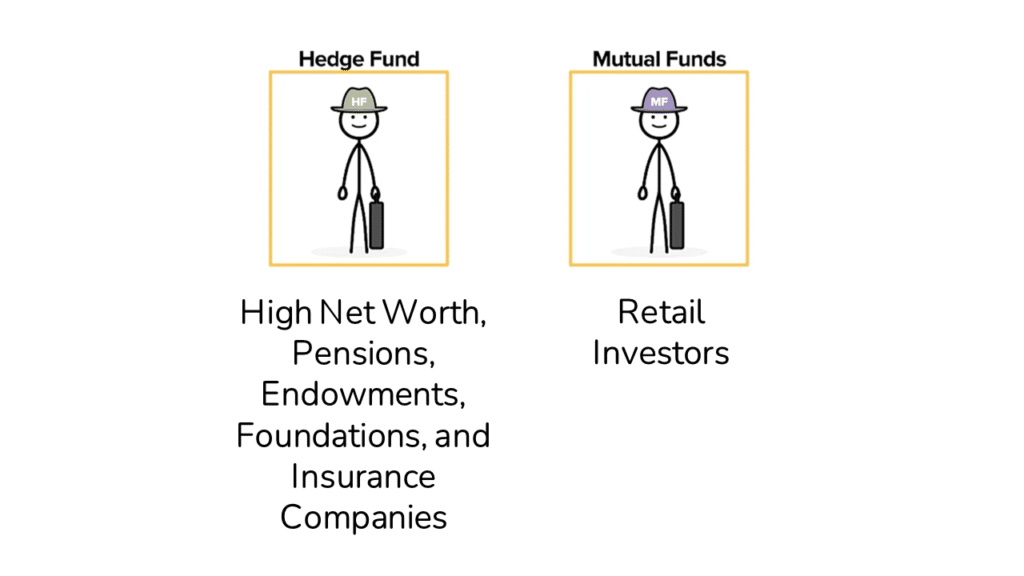 Hedge Fund
HF
High Net Worth,
Pensions,
Endowments,
Foundations, and
Insurance
Companies
Mutual Funds
MF
Retail
Investors